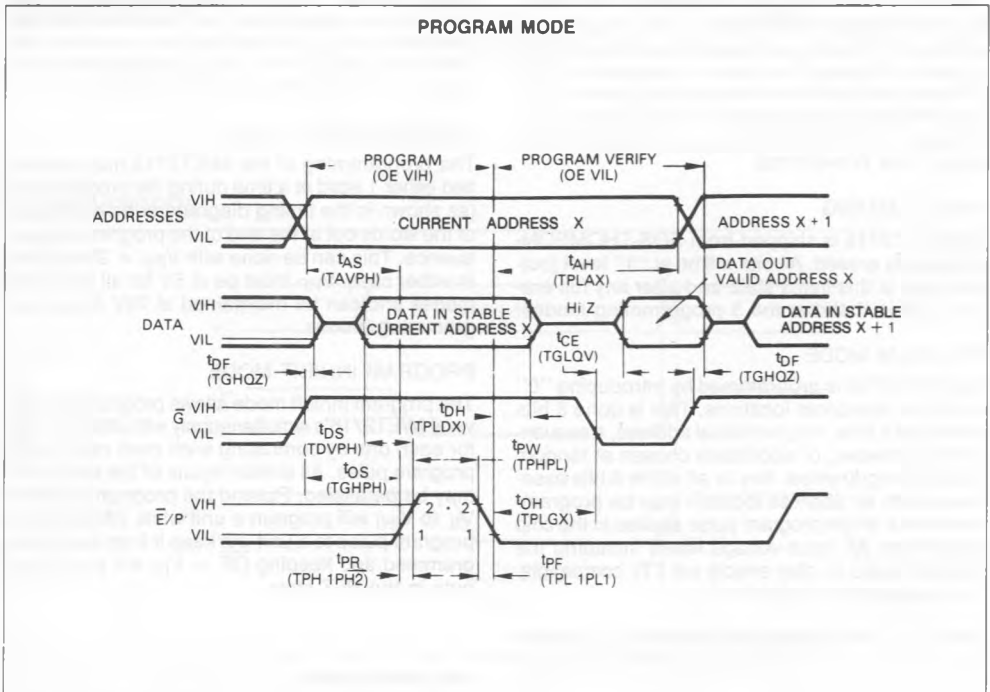 PROGRAM MODE
PROGRAM
(OE VIH)
PROGRAM VERIFY
(OE VIL)
ADDRESSES
VIH
VIL
CURRENT
ADDRESS X
ADDRESS X +
tAS
(TAVPH)
tAH
(TPLAX)
DATA OUT
VALID ADDRESS X
DATA
VIH
VIL
DATA IN STABLE
CURRENT ADDRESS X
Hi Z
DATA IN STABLE
ADDRESS X + 1
tDF
(TGHQZ)
tCE
(TGLQV)
tDF
(TGHQZ)
G
VIH
VIL
tDS
(TDVPH)
tDH
(TPLDX)
tPW
(TPHPL)
tOS
(TGHPH)
tOH
(TPLGX)
E/P
VIH
VIL
2 2
1 1
tPR
(TPH 1PH2)
tPF
(TPL 1PL1)